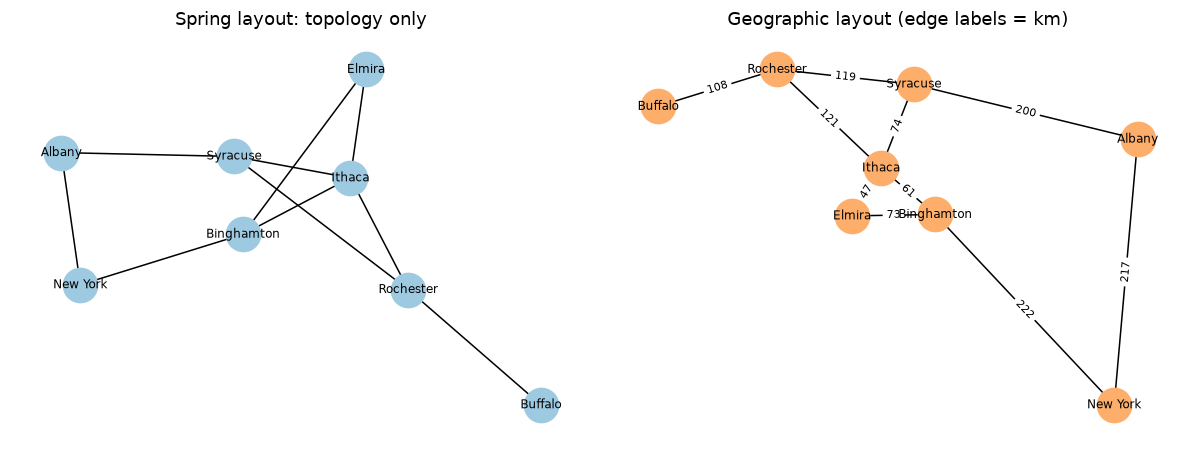 Spring layout: topology only
Elmira
Albany
Syracuse
Ithaca
Binghamton
New York
Rochester
Buffalo
Geographic layout (edge labels = km)
Rochester
119
Syracuse
108
Buffalo
121
74
200
Albany
Ithaca
47
61
Elmira
73
Binghamton
217
222
New York